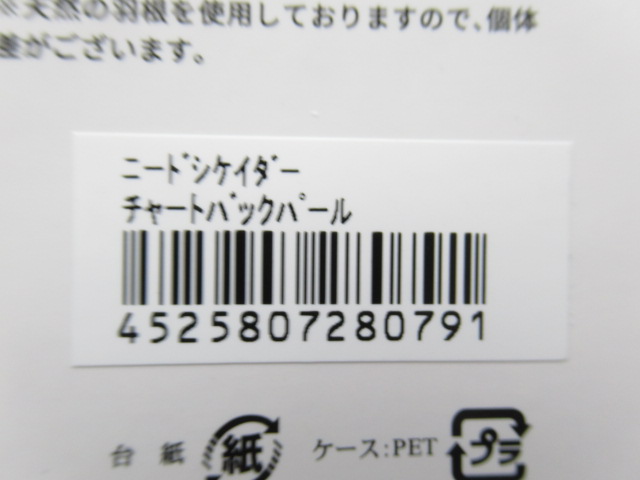 ※天然の羽根を使用しておりますので、個体
差がございます。
ﾆｰﾄﾞｼｹｲﾀﾞｰ
ﾁｬｰﾄﾊﾞｯｸﾊﾟｰﾙ
4525807280791
台紙 紙 ケース:PET プラ